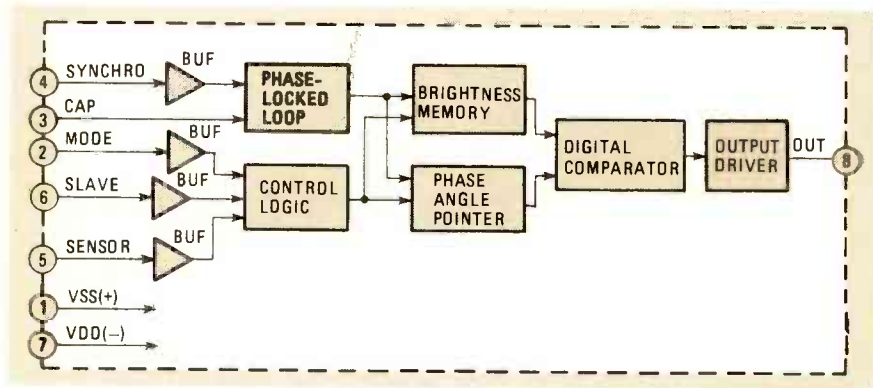 4 SYNCHRO
BUF
3 CAP
2 MODE
BUF
6 SLAVE
BUF
5 SENSOR
BUF
1 VSS(+)
7 VDD(−)
PHASE-
LOCKED
LOOP
CONTROL
LOGIC
BRIGHTNESS
MEMORY
PHASE
ANGLE
POINTER
DIGITAL
COMPARATOR
OUTPUT
DRIVER
OUT
8